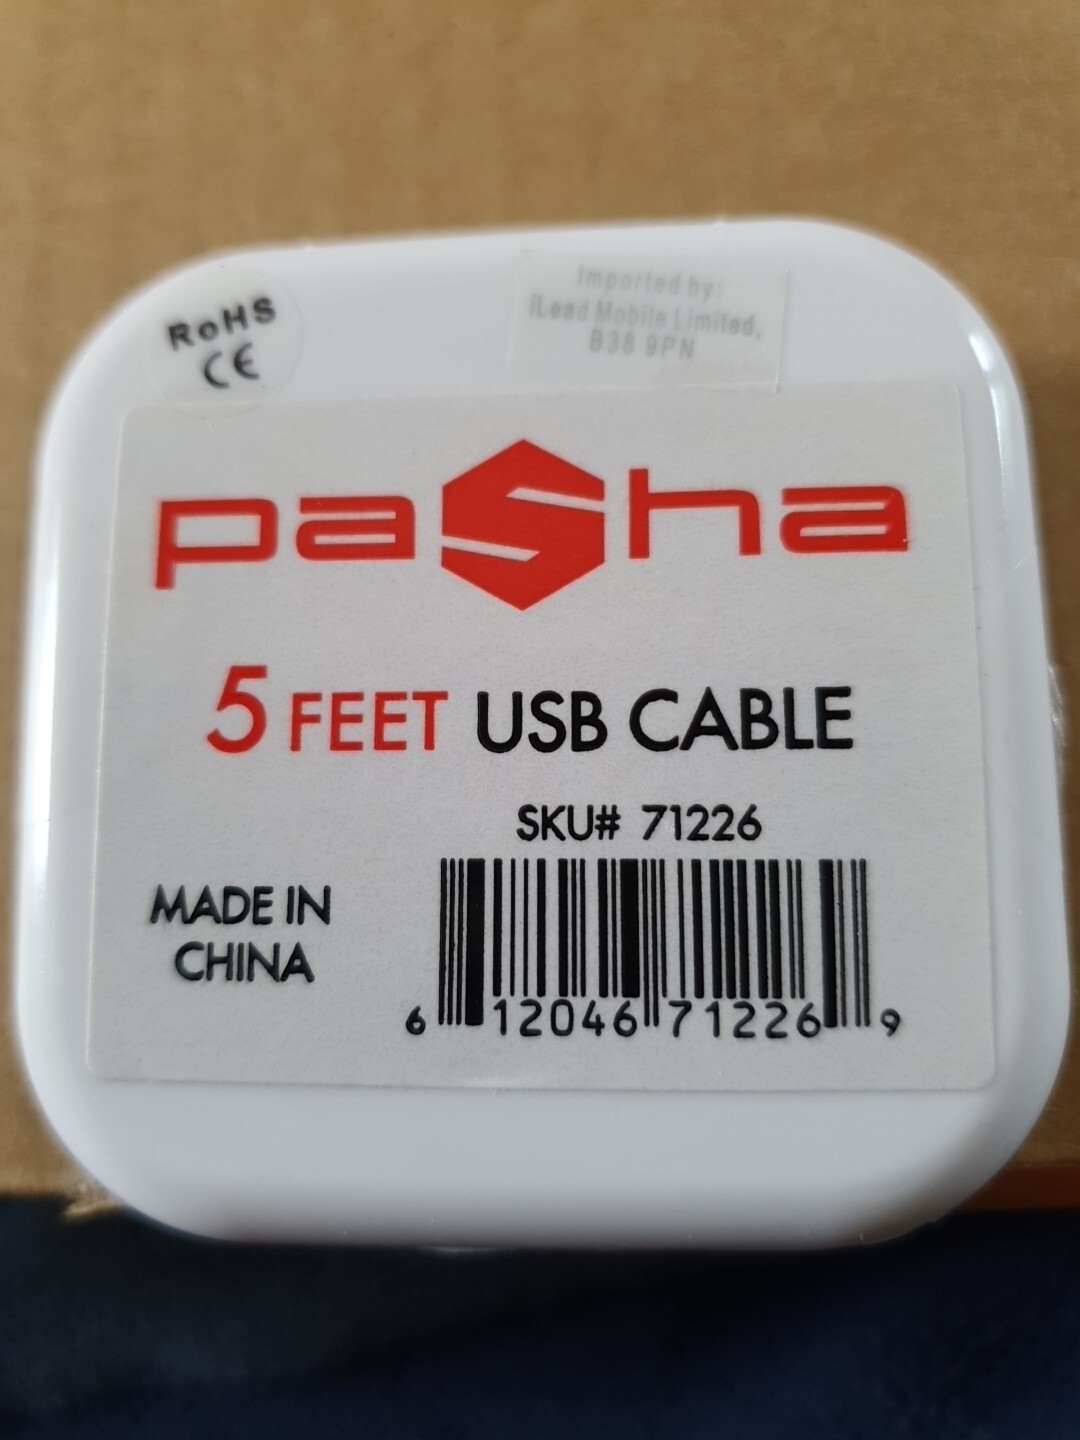 RoHS
CE
Imported by:
iLead Mobile Limited,
B38 9PN
pasha
5 FEET USB CABLE
SKU# 71226
MADE IN
CHINA
6 12046 71226 9